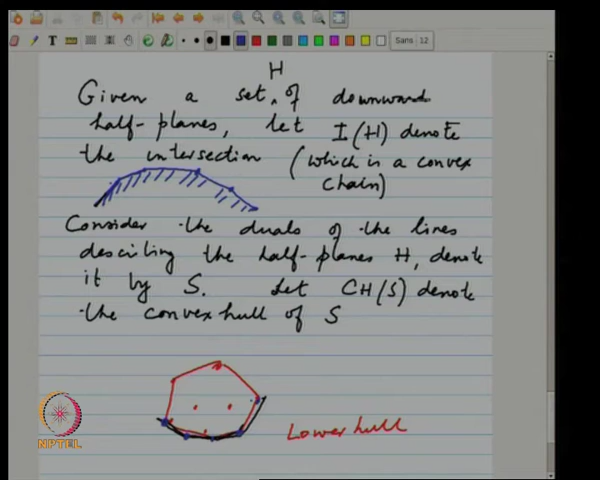 Sans 12
H
Given a set ^ of downward
half-planes, let I(H) denote
the intersection (which is a convex
chain)
Consider the duals of the lines
describing the half-planes H, denote
it by S. Let CH(S) denote
the convex hull of S
Lower hull
NPTEL